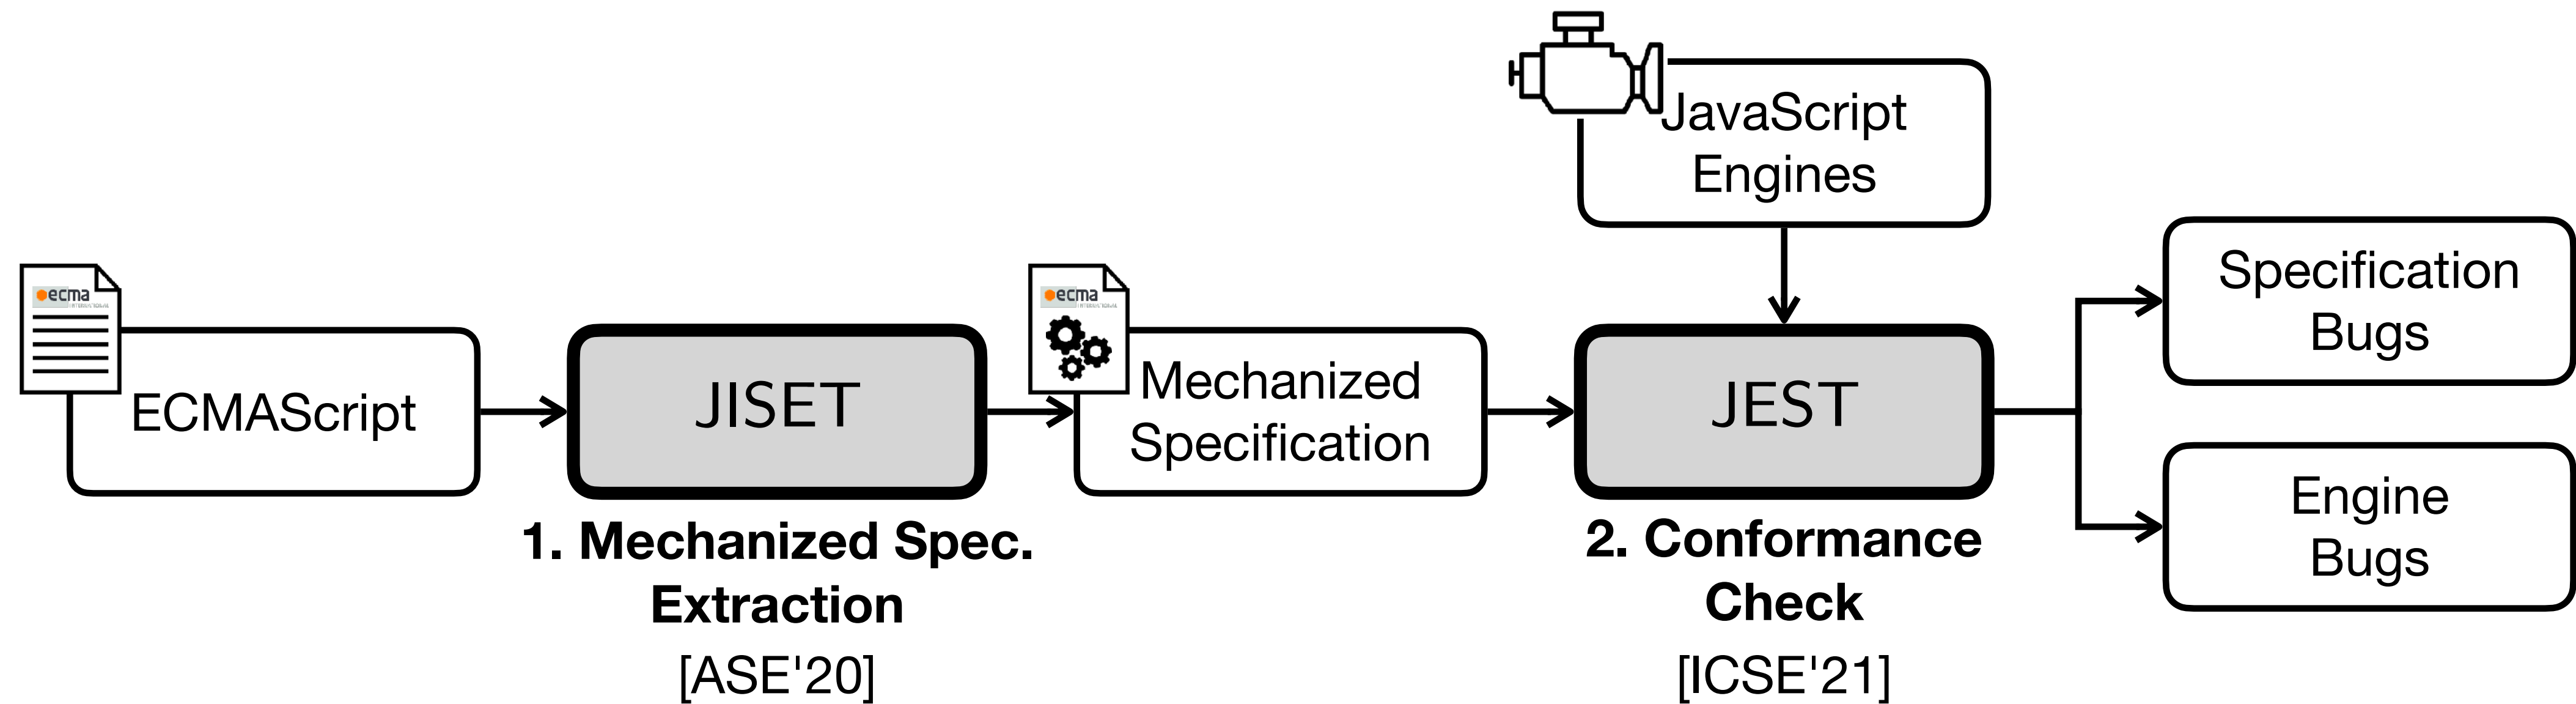 JavaScript
Engines
ecma
ECMAScript
JISET
ecma
Mechanized
Specification
JEST
Specification
Bugs
Engine
Bugs
1. Mechanized Spec.
Extraction
[ASE'20]
2. Conformance
Check
[ICSE'21]